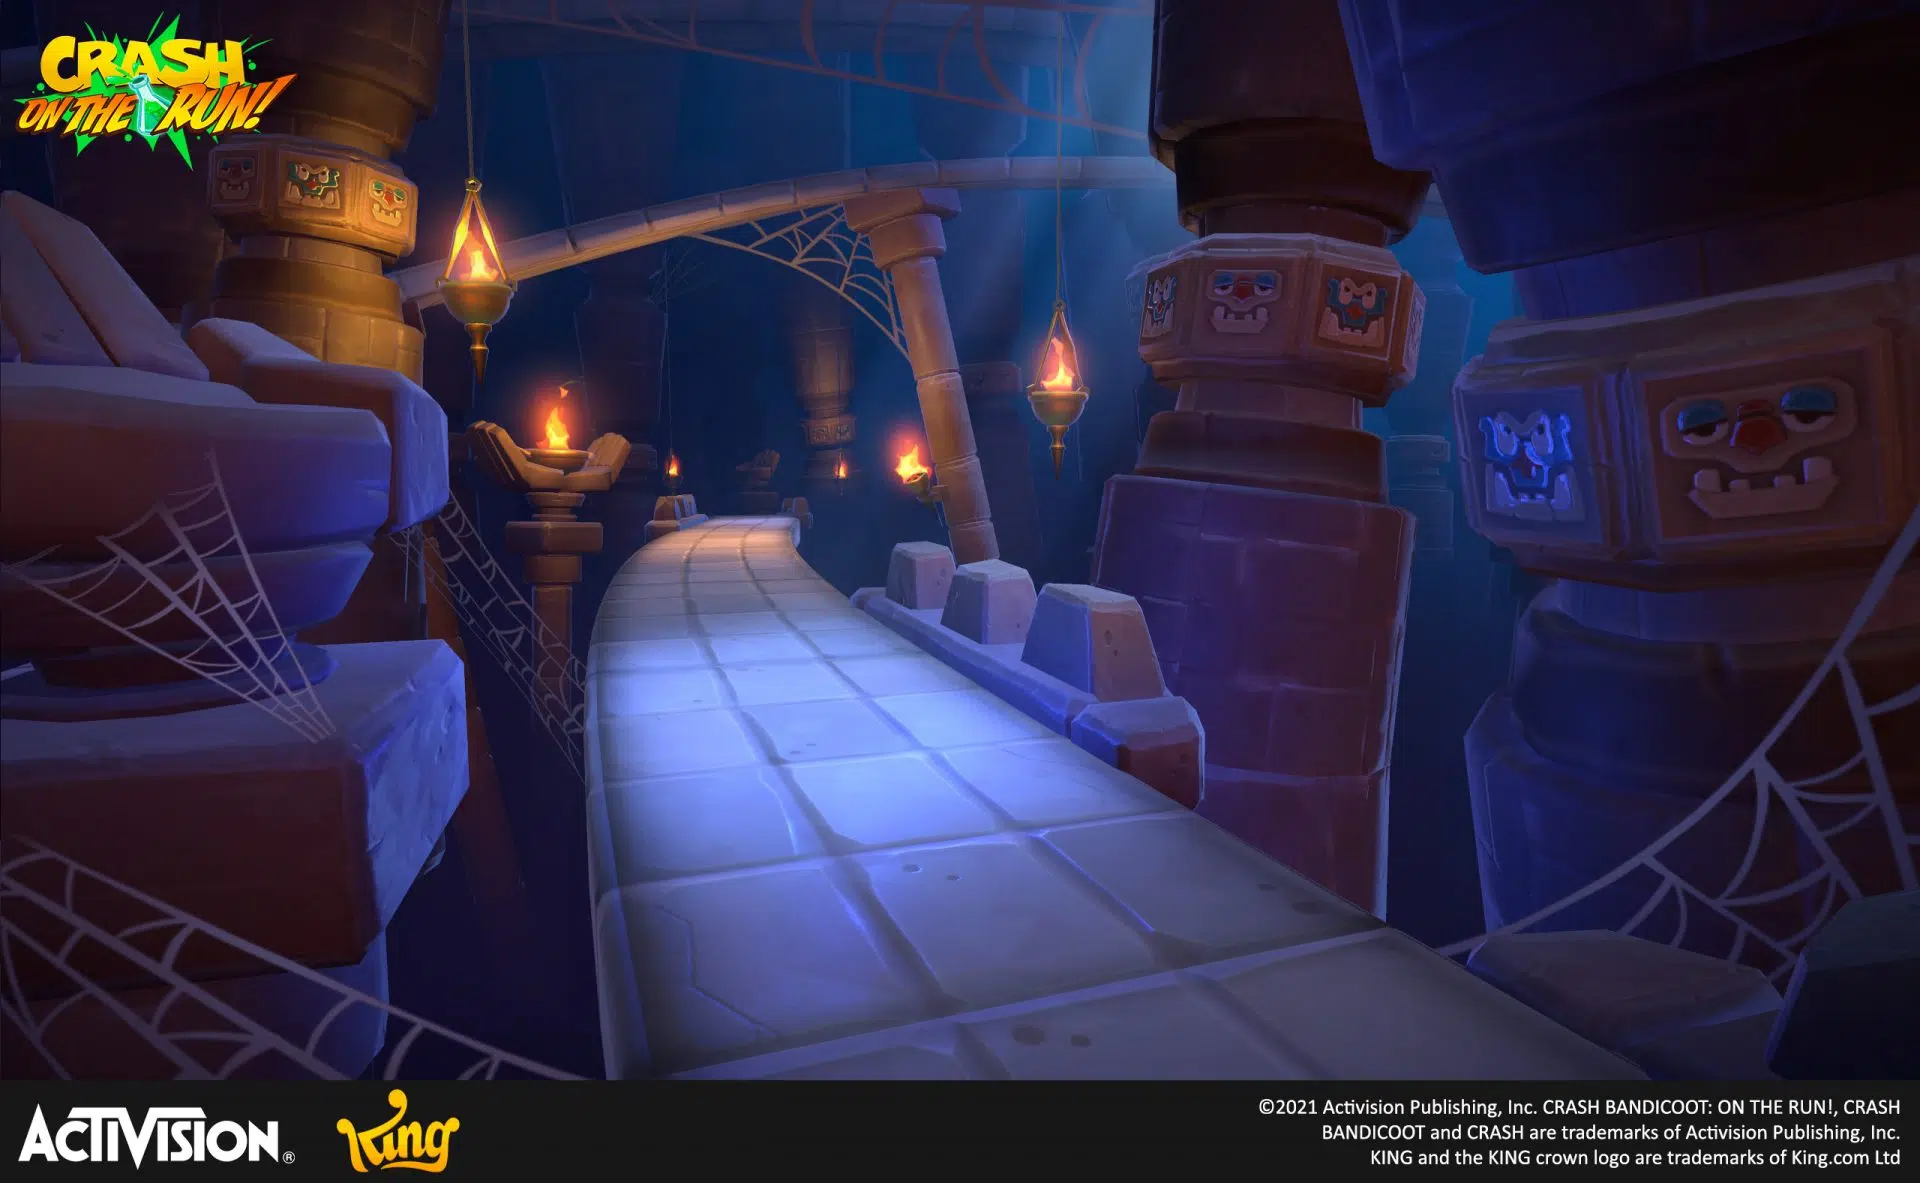 CRASH
ON THE RUN!
ACTIVISION®
King
©2021 Activision Publishing, Inc. CRASH BANDICOOT: ON THE RUN!, CRASH
BANDICOOT and CRASH are trademarks of Activision Publishing, Inc.
KING and the KING crown logo are trademarks of King.com Ltd